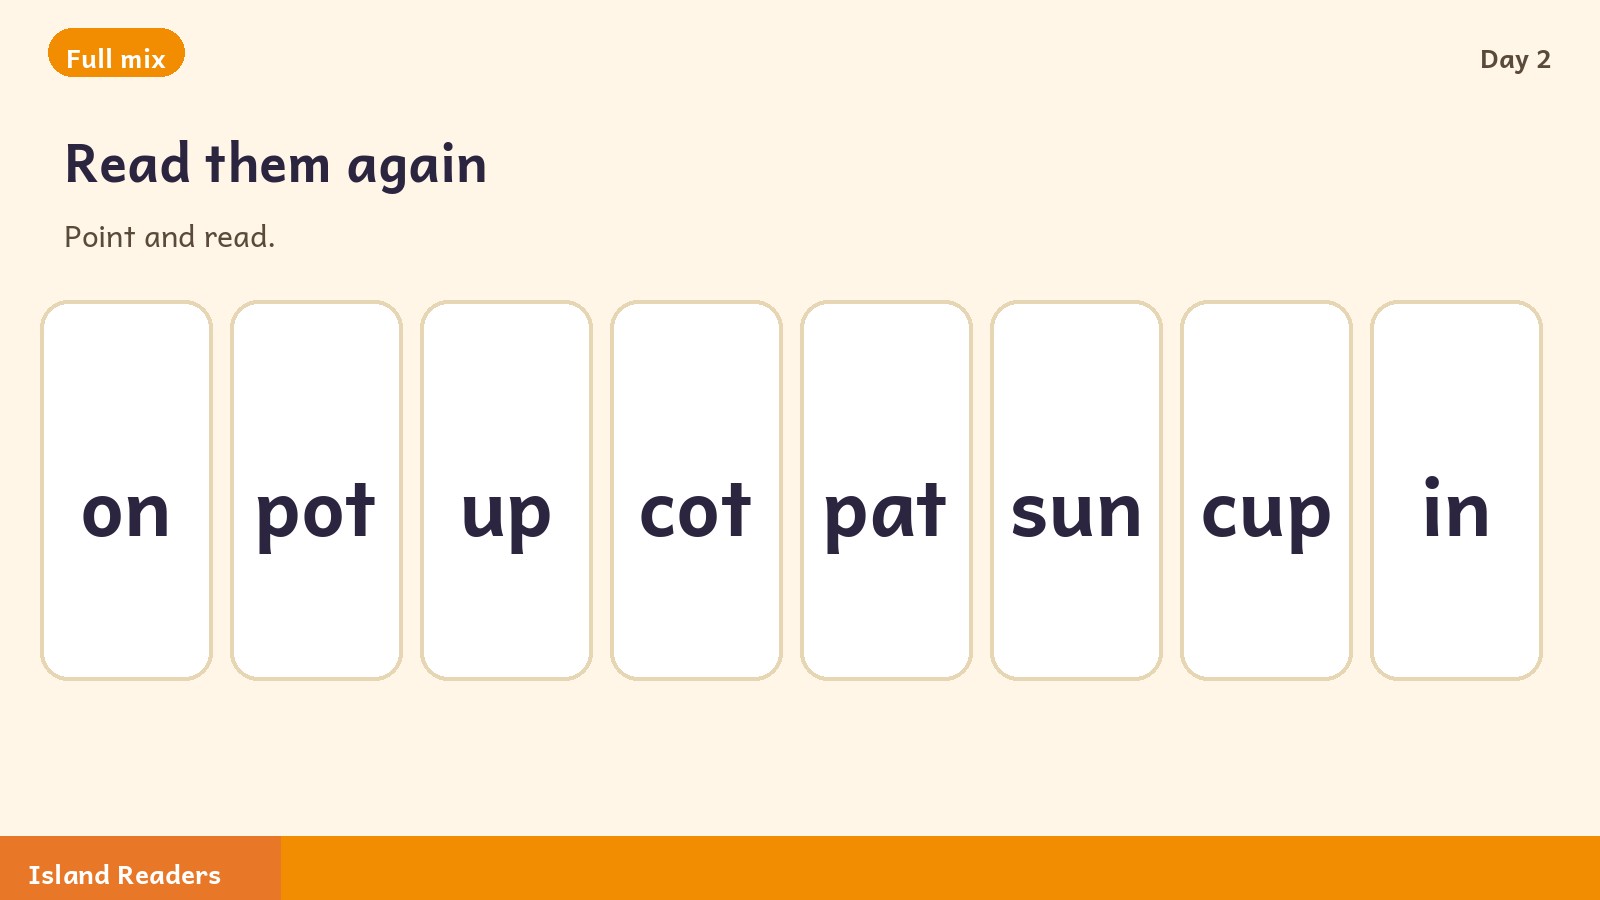 Full mix
Day 2
Read them again
Point and read.
on pot up cot pat sun cup in
Island Readers